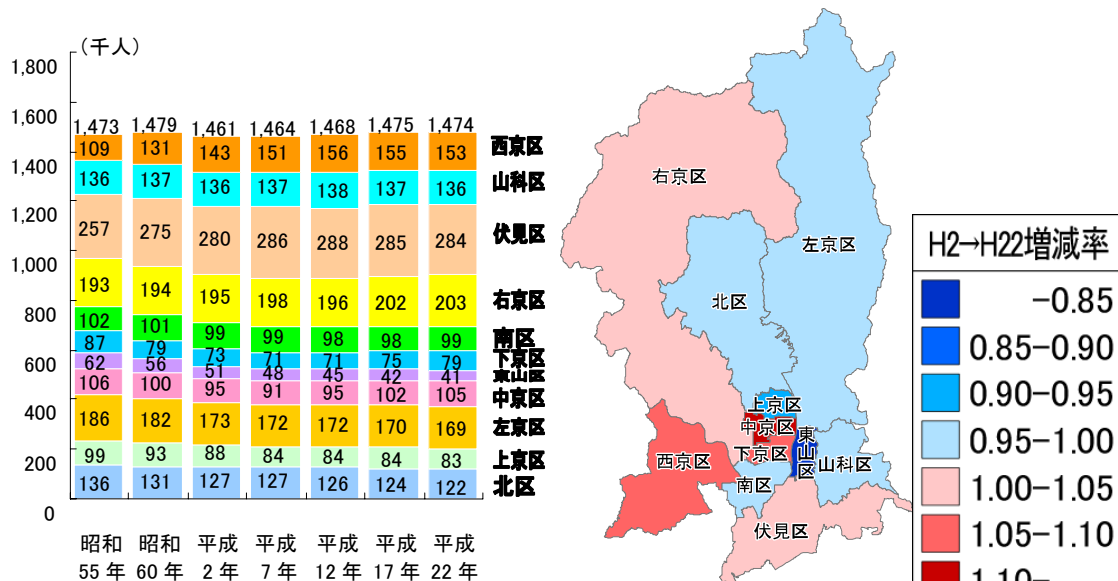 （千人）
1,800
1,600
1,400
1,200
1,000
800
600
400
200
0
1,473 1,479 1,461 1,464 1,468 1,475 1,474
109 131 143 151 156 155 153 西京区
136 137 136 137 138 137 136 山科区
257 275 280 286 288 285 284 伏見区
193 194 195 198 196 202 203 右京区
102 101 99 99 98 98 99 南区
87 79 73 71 71 75 79 下京区
62 56 51 48 45 42 41 東山区
106 100 95 91 95 102 105 中京区
186 182 173 172 172 170 169 左京区
99 93 88 84 84 84 83 上京区
136 131 127 127 126 124 122 北区
昭和 昭和 平成 平成 平成 平成 平成
55 年 60 年 2 年 7 年 12 年 17 年 22 年
右京区
左京区
北区
上京区
中京区
東山区
下京区
西京区
山科区
南区
伏見区
H2→H22増減率
-0.85
0.85-0.90
0.90-0.95
0.95-1.00
1.00-1.05
1.05-1.10
1.10-